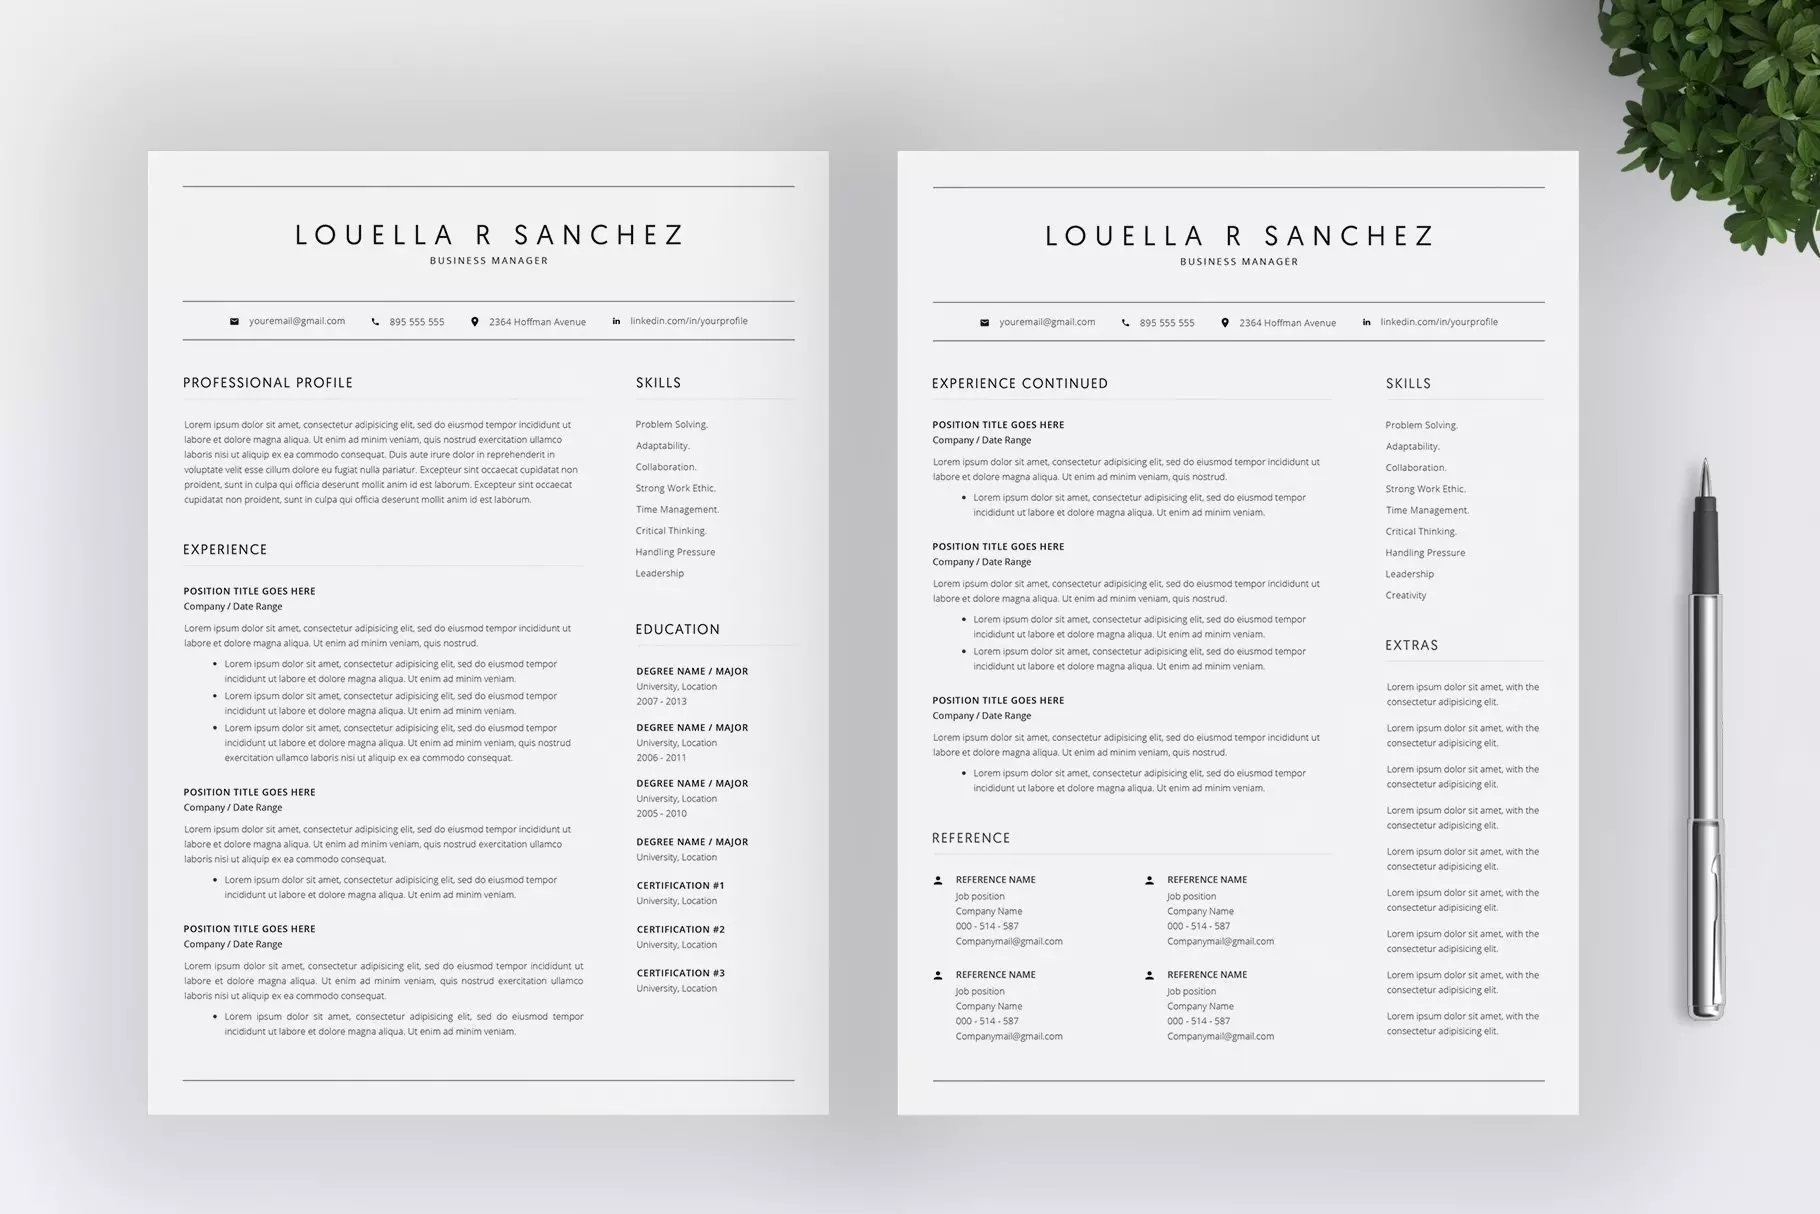 LOUELLA R SANCHEZ
BUSINESS MANAGER
youremail@gmail.com 895 555 555 2364 Hoffman Avenue linkedin.com/in/yourprofile
PROFESSIONAL PROFILE
Lorem ipsum dolor sit amet, consectetur adipisicing elit, sed do eiusmod tempor incididunt ut
labore et dolore magna aliqua. Ut enim ad minim veniam, quis nostrud exercitation ullamco
laboris nisi ut aliquip ex ea commodo consequat. Duis aute irure dolor in reprehenderit in
voluptate velit esse cillum dolore eu fugiat nulla pariatur. Excepteur sint occaecat cupidatat non
proident, sunt in culpa qui officia deserunt mollit anim id est laborum. Excepteur sint occaecat
cupidatat non proident, sunt in culpa qui officia deserunt mollit anim id est laborum.
EXPERIENCE
POSITION TITLE GOES HERE
Company / Date Range
Lorem ipsum dolor sit amet, consectetur adipisicing elit, sed do eiusmod tempor incididunt ut
labore et dolore magna aliqua. Ut enim ad minim veniam, quis nostrud.
• Lorem ipsum dolor sit amet, consectetur adipisicing elit, sed do eiusmod tempor
incididunt ut labore et dolore magna aliqua. Ut enim ad minim veniam.
• Lorem ipsum dolor sit amet, consectetur adipisicing elit, sed do eiusmod tempor
incididunt ut labore et dolore magna aliqua. Ut enim ad minim veniam.
• Lorem ipsum dolor sit amet, consectetur adipisicing elit, sed do eiusmod tempor
incididunt ut labore et dolore magna aliqua. Ut enim ad minim veniam, quis nostrud
exercitation ullamco laboris nisi ut aliquip ex ea commodo consequat.
POSITION TITLE GOES HERE
Company / Date Range
Lorem ipsum dolor sit amet, consectetur adipisicing elit, sed do eiusmod tempor incididunt ut
labore et dolore magna aliqua. Ut enim ad minim veniam, quis nostrud exercitation ullamco
laboris nisi ut aliquip ex ea commodo consequat.
• Lorem ipsum dolor sit amet, consectetur adipisicing elit, sed do eiusmod tempor
incididunt ut labore et dolore magna aliqua. Ut enim ad minim veniam.
POSITION TITLE GOES HERE
Company / Date Range
Lorem ipsum dolor sit amet, consectetur adipisicing elit, sed do eiusmod tempor incididunt ut
labore et dolore magna aliqua. Ut enim ad minim veniam, quis nostrud exercitation ullamco
laboris nisi ut aliquip ex ea commodo consequat.
• Lorem ipsum dolor sit amet, consectetur adipisicing elit, sed do eiusmod tempor
incididunt ut labore et dolore magna aliqua. Ut enim ad minim veniam.
SKILLS
Problem Solving.
Adaptability.
Collaboration.
Strong Work Ethic.
Time Management.
Critical Thinking.
Handling Pressure
Leadership
EDUCATION
DEGREE NAME / MAJOR
University, Location
2007 - 2013
DEGREE NAME / MAJOR
University, Location
2006 - 2011
DEGREE NAME / MAJOR
University, Location
2005 - 2010
DEGREE NAME / MAJOR
University, Location
CERTIFICATION #1
University, Location
CERTIFICATION #2
University, Location
CERTIFICATION #3
University, Location
LOUELLA R SANCHEZ
BUSINESS MANAGER
youremail@gmail.com 895 555 555 2364 Hoffman Avenue linkedin.com/in/yourprofile
EXPERIENCE CONTINUED
POSITION TITLE GOES HERE
Company / Date Range
Lorem ipsum dolor sit amet, consectetur adipisicing elit, sed do eiusmod tempor incididunt ut
labore et dolore magna aliqua. Ut enim ad minim veniam, quis nostrud.
• Lorem ipsum dolor sit amet, consectetur adipisicing elit, sed do eiusmod tempor
incididunt ut labore et dolore magna aliqua. Ut enim ad minim veniam.
POSITION TITLE GOES HERE
Company / Date Range
Lorem ipsum dolor sit amet, consectetur adipisicing elit, sed do eiusmod tempor incididunt ut
labore et dolore magna aliqua. Ut enim ad minim veniam, quis nostrud.
• Lorem ipsum dolor sit amet, consectetur adipisicing elit, sed do eiusmod tempor
incididunt ut labore et dolore magna aliqua. Ut enim ad minim veniam.
• Lorem ipsum dolor sit amet, consectetur adipisicing elit, sed do eiusmod tempor
incididunt ut labore et dolore magna aliqua. Ut enim ad minim veniam.
POSITION TITLE GOES HERE
Company / Date Range
Lorem ipsum dolor sit amet, consectetur adipisicing elit, sed do eiusmod tempor incididunt ut
labore et dolore magna aliqua. Ut enim ad minim veniam, quis nostrud.
• Lorem ipsum dolor sit amet, consectetur adipisicing elit, sed do eiusmod tempor
incididunt ut labore et dolore magna aliqua. Ut enim ad minim veniam.
REFERENCE
REFERENCE NAME
Job position
Company Name
000 - 514 - 587
Companymail@gmail.com
REFERENCE NAME
Job position
Company Name
000 - 514 - 587
Companymail@gmail.com
REFERENCE NAME
Job position
Company Name
000 - 514 - 587
Companymail@gmail.com
REFERENCE NAME
Job position
Company Name
000 - 514 - 587
Companymail@gmail.com
SKILLS
Problem Solving.
Adaptability.
Collaboration.
Strong Work Ethic.
Time Management.
Critical Thinking.
Handling Pressure
Leadership
Creativity
EXTRAS
Lorem ipsum dolor sit amet, with the
consectetur adipisicing elit.
Lorem ipsum dolor sit amet, with the
consectetur adipisicing elit.
Lorem ipsum dolor sit amet, with the
consectetur adipisicing elit.
Lorem ipsum dolor sit amet, with the
consectetur adipisicing elit.
Lorem ipsum dolor sit amet, with the
consectetur adipisicing elit.
Lorem ipsum dolor sit amet, with the
consectetur adipisicing elit.
Lorem ipsum dolor sit amet, with the
consectetur adipisicing elit.
Lorem ipsum dolor sit amet, with the
consectetur adipisicing elit.
Lorem ipsum dolor sit amet, with the
consectetur adipisicing elit.